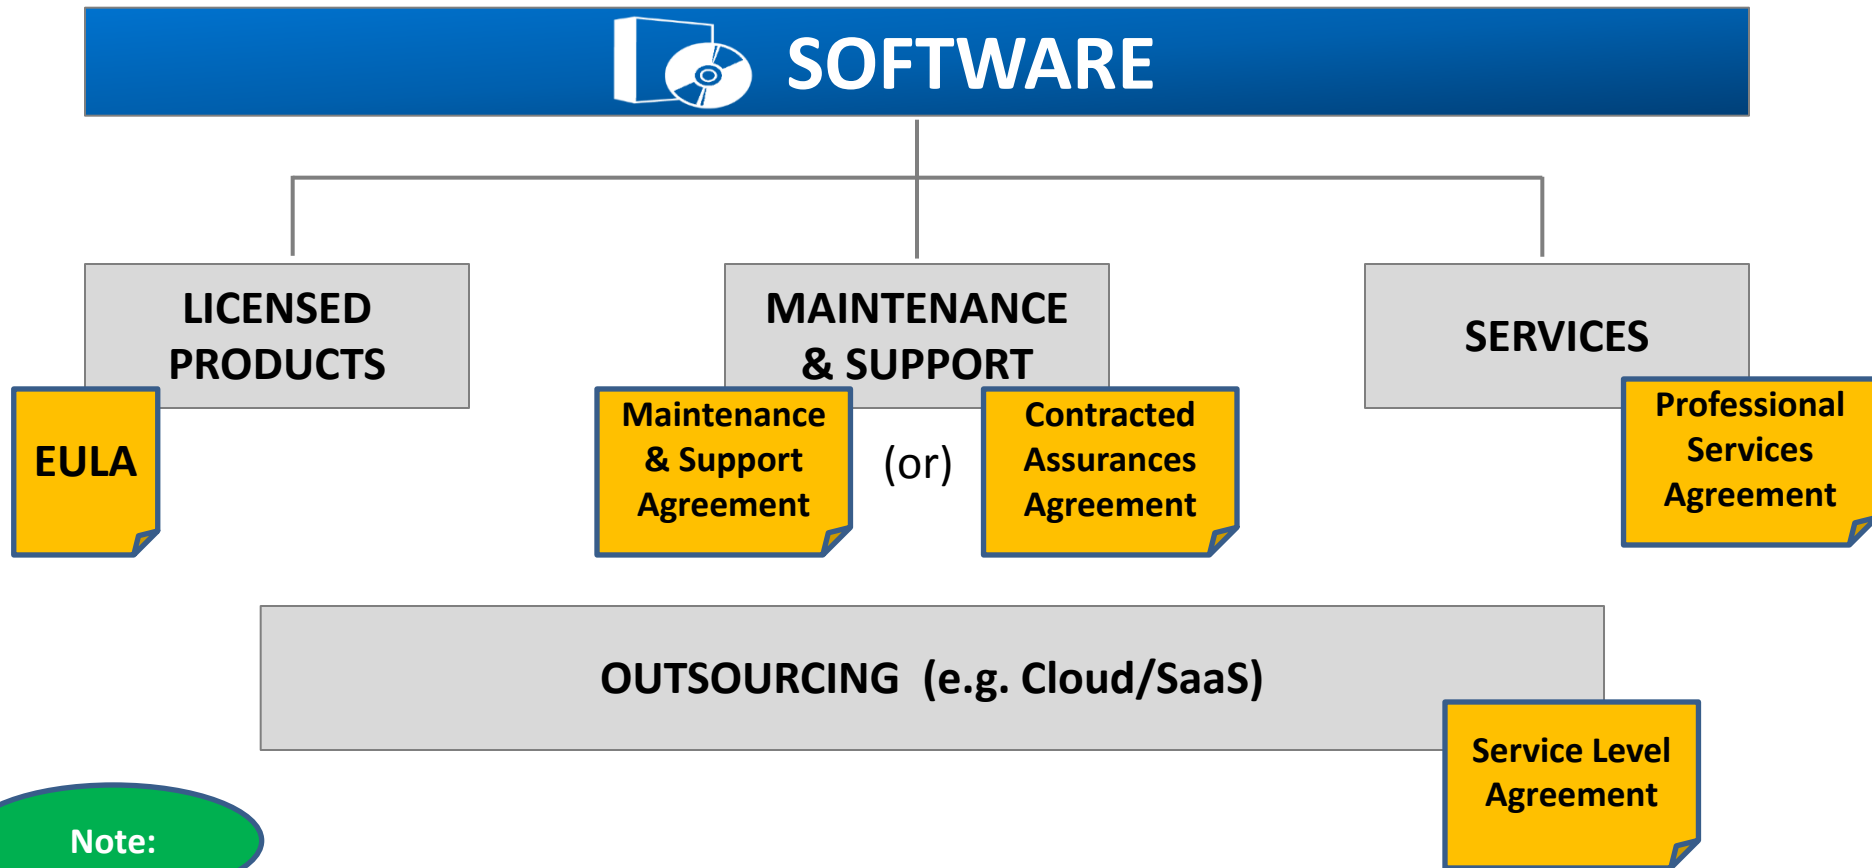 SOFTWARE
LICENSED
PRODUCTS
MAINTENANCE
& SUPPORT
SERVICES
EULA
Maintenance
& Support
Agreement
(or)
Contracted
Assurances
Agreement
Professional
Services
Agreement
OUTSOURCING (e.g. Cloud/SaaS)
Service Level
Agreement
Note: